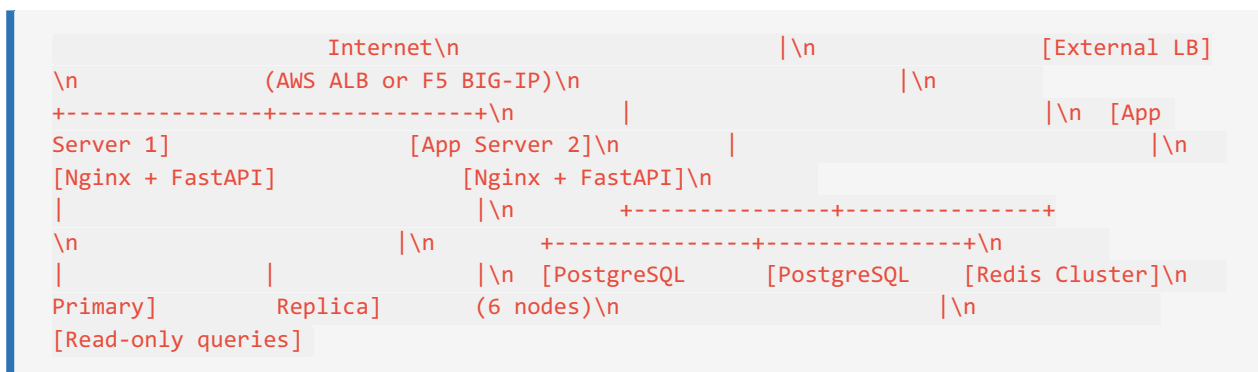 Internet\n                    |\n                [External LB]
\n            (AWS ALB or F5 BIG-IP)\n                    |\n
+---------------+---------------+\n       |                               |\n  [App
Server 1]                  [App Server 2]\n       |                               |\n
[Nginx + FastAPI]              [Nginx + FastAPI]\n
|                               |\n       +---------------+---------------+
\n                    |\n       +---------------+---------------+\n
|               |               |\n  [PostgreSQL      [PostgreSQL    [Redis Cluster]\n
Primary]         Replica]       (6 nodes)\n                        |\n
[Read-only queries]